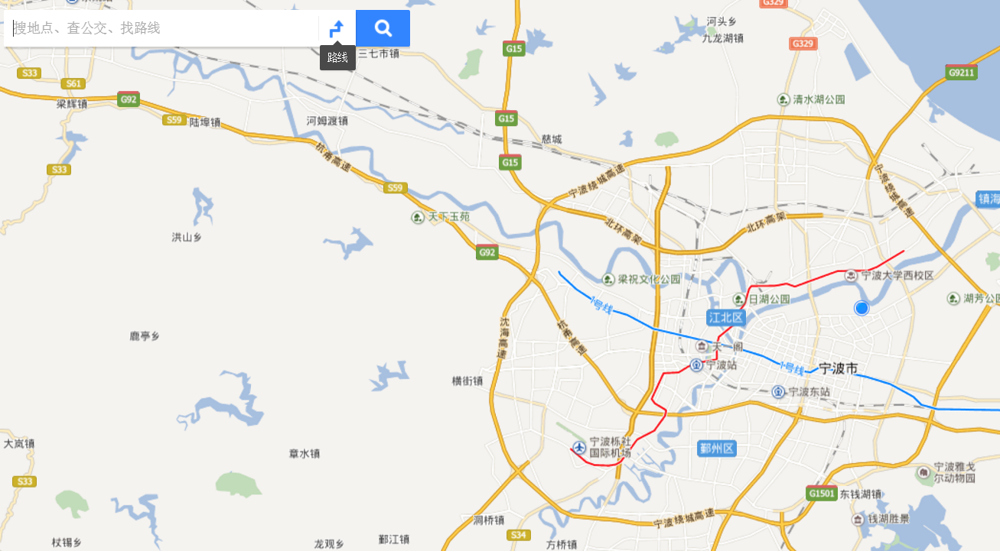 G329
河头乡
搜地点、查公交、找路线
九龙湖镇
G329
G15
三七市镇
路线
S33
G9211
S61
梁辉镇
G92
清水湖公园
S59
陆埠镇
河姆渡镇
G15
慈城
杭甬高速
G15
S33
宁波绕城高速
宁波绕城高速
S59
镇海
天下玉苑
北环高架
北环高架
洪山乡
G92
梁祝文化公园
宁波大学西校区
日湖公园
湖芳公园
1号线
江北区
沈海高速
杭甬高速
鹿亭乡
天一阁
宁波站
1号线
宁波市
横街镇
宁波东站
大岚镇
宁波栎社
国际机场
章水镇
鄞州区
S33
宁波雅戈
尔动物园
G1501
东钱湖镇
洞桥镇
宁波绕城高速
钱湖胜景
S34
杖锡乡
龙观乡
鄞江镇
方桥镇